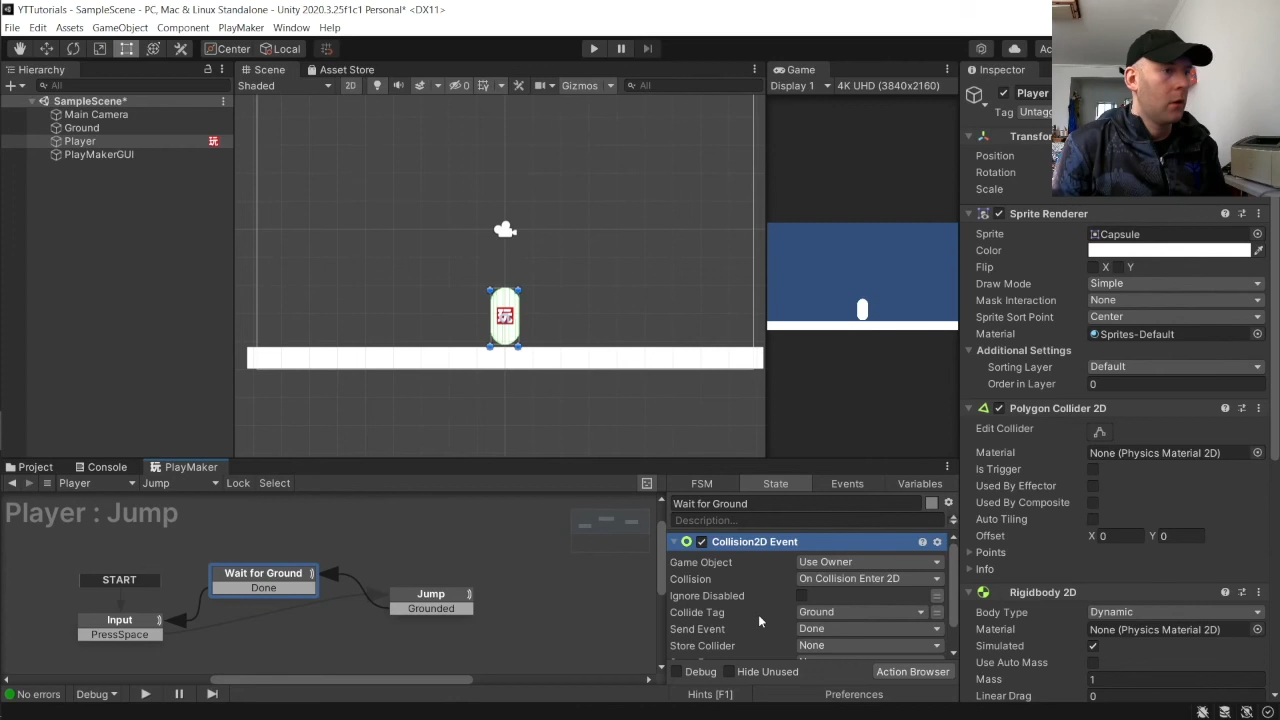 YTTutorials - SampleScene - PC, Mac & Linux Standalone - Unity 2020.3.25f1c1 Personal* <DX11>
File Edit Assets GameObject Component PlayMaker Window Help
Center Local
Hierarchy
All
SampleScene*
Main Camera
Ground
Player 玩
PlayMakerGUI
Scene Asset Store
Shaded 2D 0 Gizmos All
玩
Game
Display 1 4K UHD (3840x2160)
Inspector
Player
Tag Untagg
Transform
Position
Rotation
Scale
Sprite Renderer
Sprite Capsule
Color
Flip X Y
Draw Mode Simple
Mask Interaction None
Sprite Sort Point Center
Material Sprites-Default
Additional Settings
Sorting Layer Default
Order in Layer 0
Polygon Collider 2D
Edit Collider
Material None (Physics Material 2D)
Is Trigger
Used By Effector
Used By Composite
Auto Tiling
Offset X 0 Y 0
Points
Info
Rigidbody 2D
Body Type Dynamic
Material None (Physics Material 2D)
Simulated
Use Auto Mass
Mass 1
Linear Drag 0
Project Console 玩 PlayMaker
Player Jump Lock Select
Player : Jump
START
Input
PressSpace
Wait for Ground
Done
Jump
Grounded
FSM State Events Variables
Wait for Ground
Description...
Collision2D Event
Game Object Use Owner
Collision On Collision Enter 2D
Ignore Disabled
Collide Tag Ground
Send Event Done
Store Collider None
Debug Hide Unused Action Browser
No errors Debug Hints [F1] Preferences